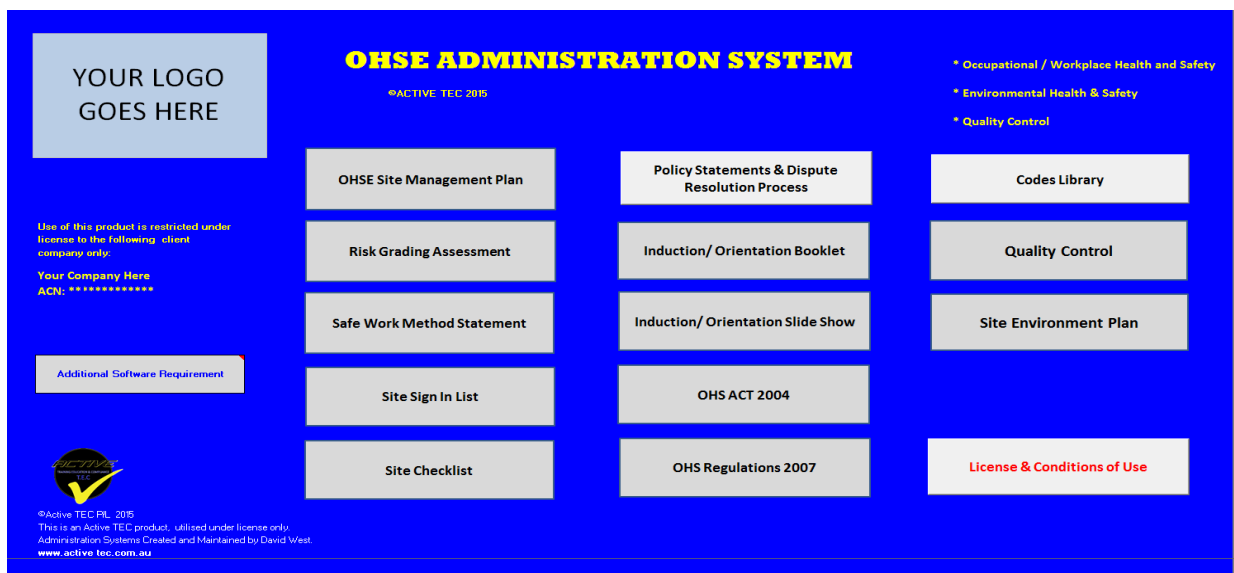 YOUR LOGO
GOES HERE
OHSE ADMINISTRATION SYSTEM
©ACTIVE TEC 2015
* Occupational / Workplace Health and Safety
* Environmental Health & Safety
* Quality Control
OHSE Site Management Plan
Policy Statements & Dispute
Resolution Process
Codes Library
Use of this product is restricted under
license to the following client
company only:
Your Company Here
ACN: *************
Risk Grading Assessment
Induction/ Orientation Booklet
Quality Control
Safe Work Method Statement
Induction/ Orientation Slide Show
Site Environment Plan
Additional Software Requirement
Site Sign In List
OHS ACT 2004
Site Checklist
OHS Regulations 2007
License & Conditions of Use
ACTIVE
T.E.C
©Active TEC P/L 2015
This is an Active TEC product, utilised under license only.
Administration Systems Created and Maintained by David West.
www.active tec.com.au